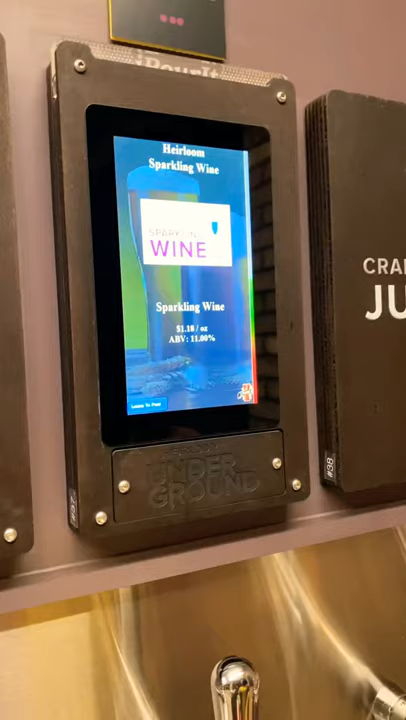 iPourIt
Heirloom
Sparkling Wine
SPARKLING
WINE
Sparkling Wine
$1.18 / oz
ABV: 11.00%
UNDER
GROUND
CRA
JU
#38